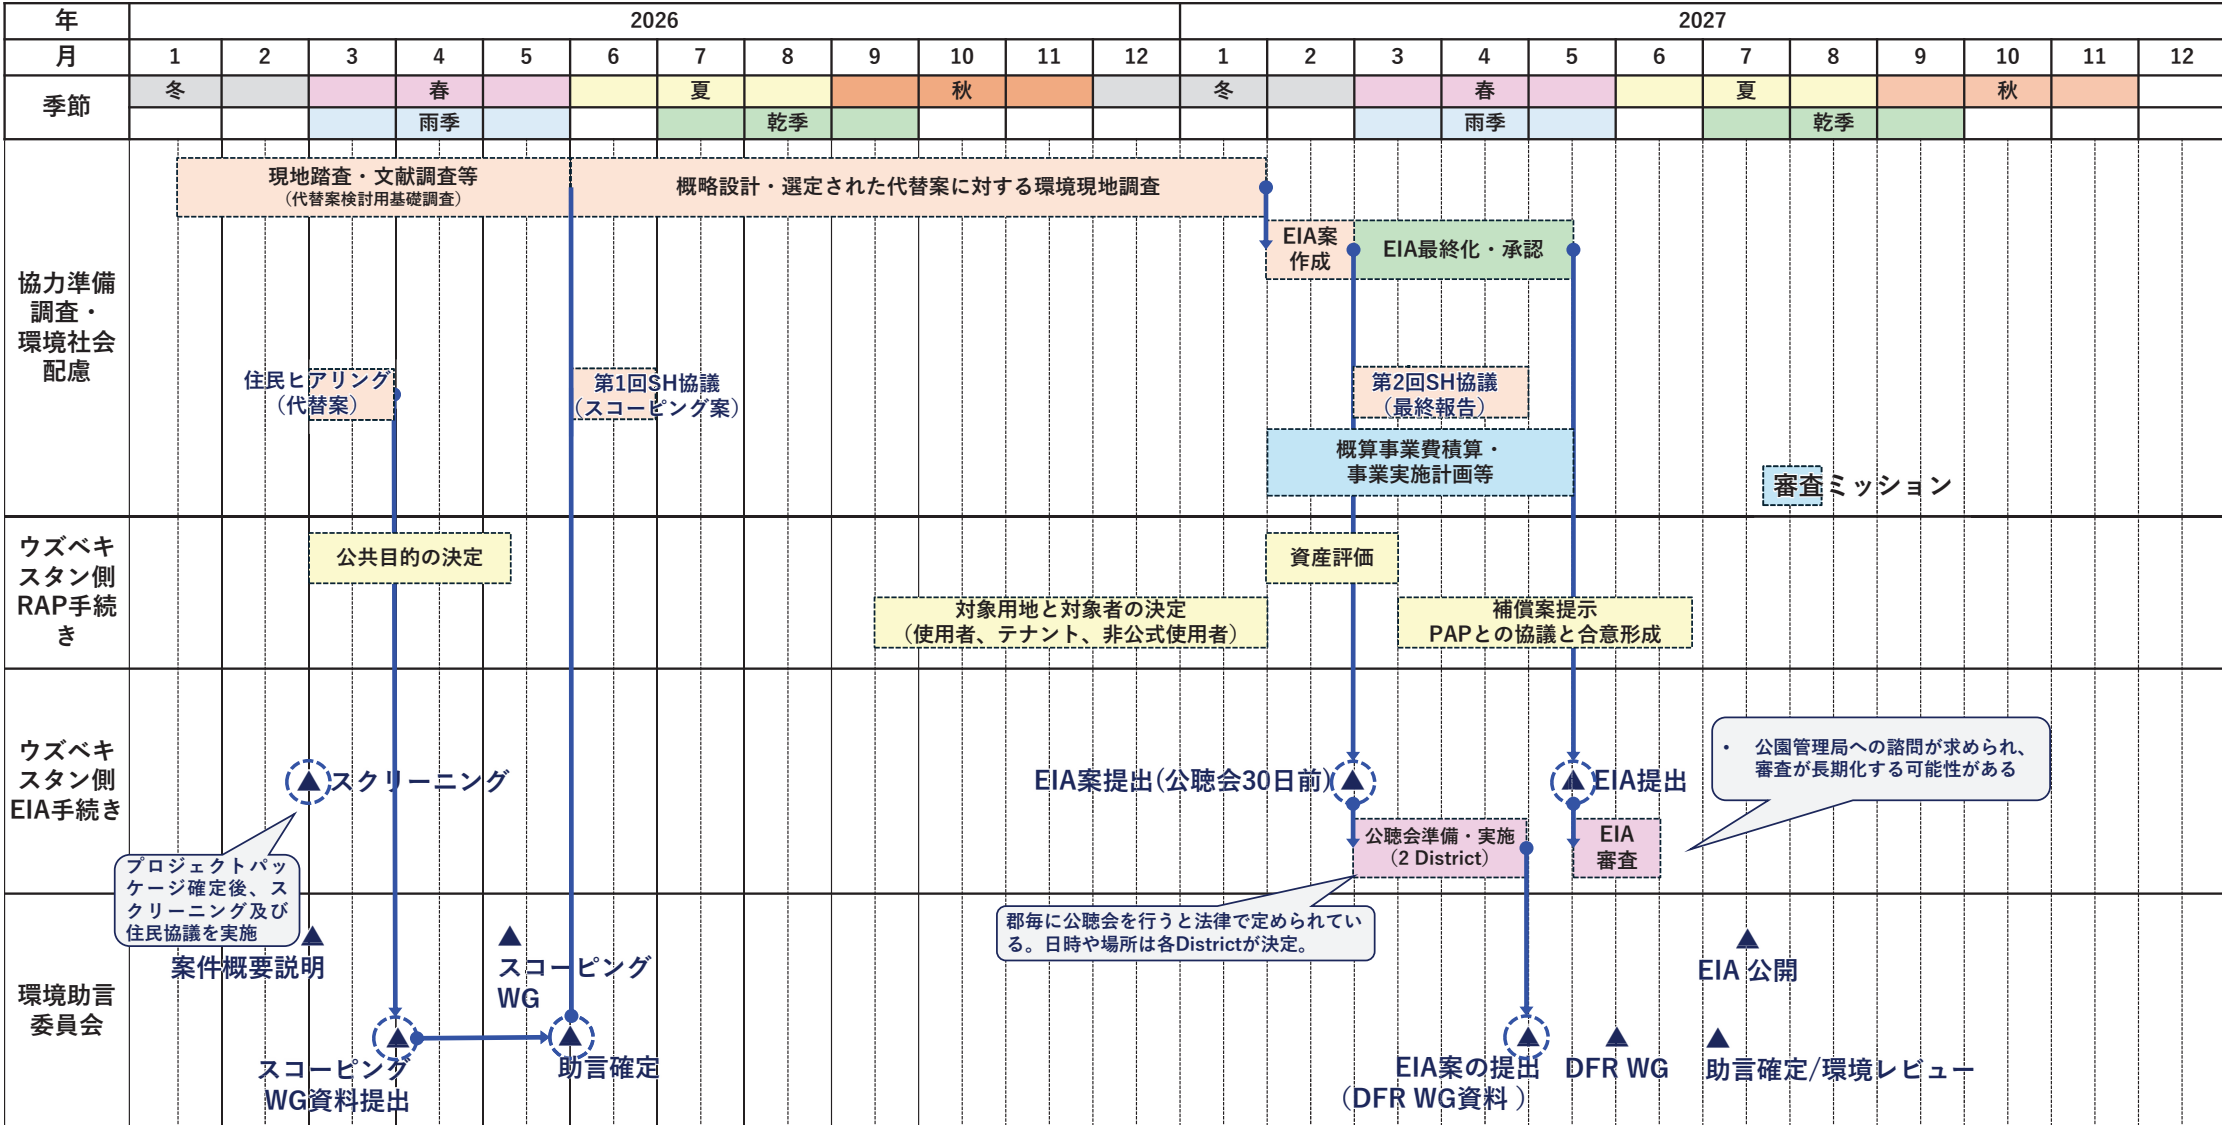 年 2026 2027
月 1 2 3 4 5 6 7 8 9 10 11 12 1 2 3 4 5 6 7 8 9 10 11 12
季節 冬 春 夏 秋 冬 春 夏 秋
雨季 乾季 雨季 乾季
協力準備
調査・
環境社会
配慮
現地踏査・文献調査等
（代替案検討用基礎調査）
概略設計・選定された代替案に対する環境現地調査
EIA案
作成
EIA最終化・承認
住民ヒアリング
（代替案）
第1回SH協議
（スコーピング案）
第2回SH協議
（最終報告）
概算事業費積算・
事業実施計画等
審査ミッション
ウズベキ
スタン側
RAP手続
き
公共目的の決定
資産評価
対象用地と対象者の決定
（使用者、テナント、非公式使用者）
補償案提示
PAPとの協議と合意形成
ウズベキ
スタン側
EIA手続き
スクリーニング
EIA案提出(公聴会30日前)
EIA提出
• 公園管理局への諮問が求められ、
審査が長期化する可能性がある
公聴会準備・実施
（2 District）
EIA
審査
プロジェクトパッ
ケージ確定後、ス
クリーニング及び
住民協議を実施
郡毎に公聴会を行うと法律で定められてい
る。日時や場所は各Districtが決定。
環境助言
委員会
案件概要説明
スコーピング
WG
EIA 公開
スコーピング
WG資料提出
助言確定
EIA案の提出
（DFR WG資料 ）
DFR WG
助言確定/環境レビュー